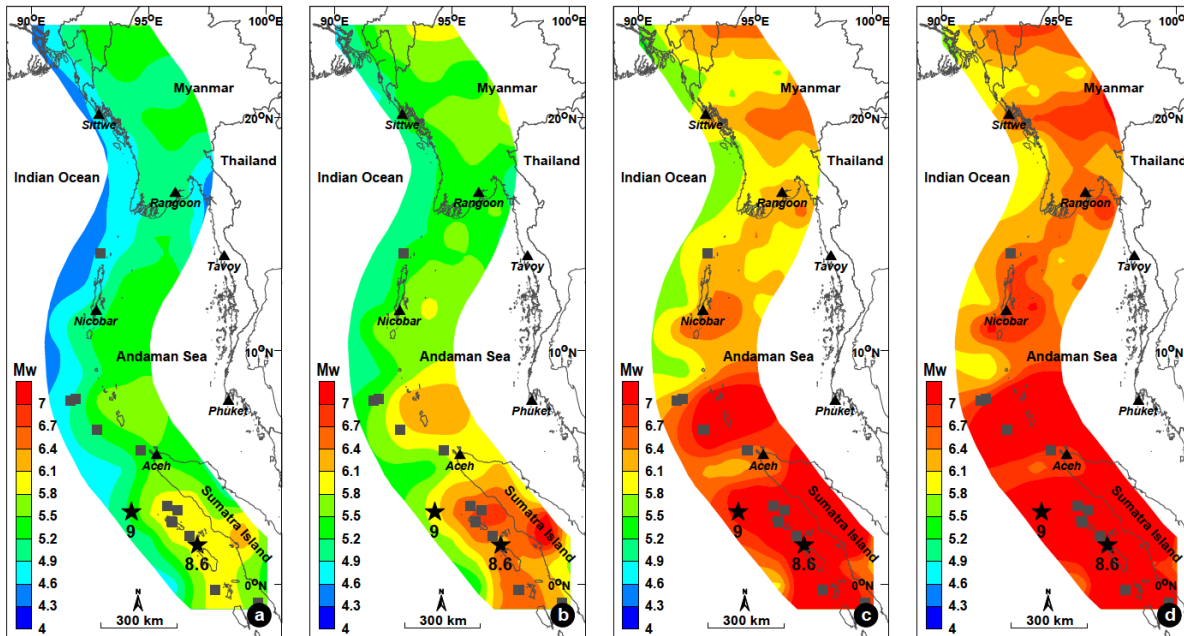 90°E 95°E 100°E
Myanmar
20°N
Sittwe
Thailand
Indian Ocean
Rangoon
Tavoy
Nicobar
Andaman Sea
10°N
Mw
7
6.7
6.4
6.1
5.8
5.5
5.2
4.9
4.6
4.3
4
Phuket
Aceh
Sumatra Island
9
8.6
0°N
N
300 km
a
90°E 95°E 100°E
Myanmar
20°N
Sittwe
Thailand
Indian Ocean
Rangoon
Tavoy
Nicobar
Andaman Sea
10°N
Mw
7
6.7
6.4
6.1
5.8
5.5
5.2
4.9
4.6
4.3
4
Phuket
Aceh
Sumatra Island
9
8.6
0°N
N
300 km
b
90°E 95°E 100°E
Myanmar
20°N
Sittwe
Thailand
Indian Ocean
Rangoon
Tavoy
Nicobar
Andaman Sea
10°N
Mw
7
6.7
6.4
6.1
5.8
5.5
5.2
4.9
4.6
4.3
4
Phuket
Aceh
Sumatra Island
9
8.6
0°N
N
300 km
c
90°E 95°E 100°E
Myanmar
20°N
Sittwe
Thailand
Indian Ocean
Rangoon
Tavoy
Nicobar
Andaman Sea
10°N
Mw
7
6.7
6.4
6.1
5.8
5.5
5.2
4.9
4.6
4.3
4
Phuket
Aceh
Sumatra Island
9
8.6
0°N
N
300 km
d